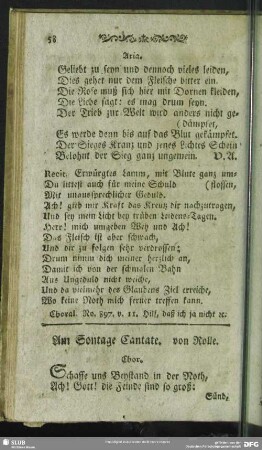 58
Aria.
Geliebt zu seyn und dennoch vieles leiden,
Dies gehet nur dem Fleische bitter ein.
Die Rose muß sich hier mit Dornen kleiden,
Die Liebe sagt: es mag drum seyn.
Der Trieb zur Welt wird anders nicht ge-
(dämpfet,
Es werde denn bis auf das Blut gekämpfet.
Der Sieges Kranz und jenes Lichtes Schein
Belohnt der Sieg ganz ungemein. V. A.
Recit. Erwürgtes Lamm, mit Blute ganz um-
Du littest auch für meine Schuld (flossen,
Mit unaussprechlicher Geduld.
Ach! gieb mir Kraft das Kreutz dir nachzutragen,
Und sey mein Licht bey trüben Leidens-Tagen.
Herr! mich umgeben Weh und Ach!
Das Fleisch ist aber schwach,
Und dir zu folgen sehr verdrossen;
Drum nimm dich meiner herzlich an,
Damit ich von der schmalen Bahn
Aus Ungeduld nicht weiche,
Und da vielmehr des Glaubens Ziel erreiche,
Wo keine Noth mich ferner treffen kann.
Choral. No. 897. v. 11. Hilf, daß ich ja nicht ꝛc.
Am Sontage Cantate. von Rolle.
Chor.
Schaffe uns Beystand in der Noth,
Ach! Gott! die Feinde sind so groß:
Sünd,
SLUB
DFG